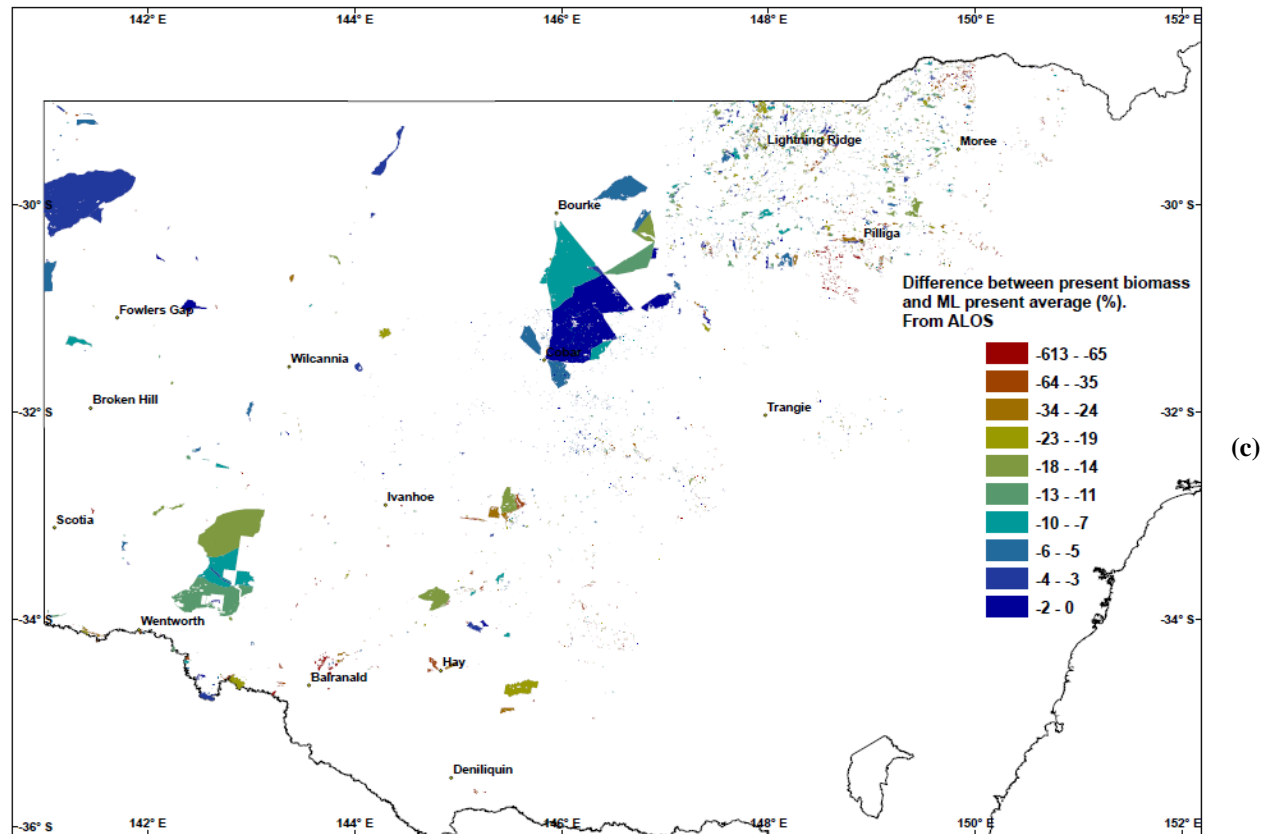 142° E 144° E 146° E 148° E 150° E 152° E
Lightning Ridge
Moree
-30° S Bourke -30° S
Pilliga
Difference between present biomass
and ML present average (%).
From ALOS
Fowlers Gap
-613 - -65
Wilcannia
-64 - -35
Broken Hill
-32° S Trangie -34 - -24 -32° S
-23 - -19
(c)
-18 - -14
Ivanhoe
-13 - -11
Scotia
-10 - -7
-6 - -5
-4 - -3
-2 - 0
-34° S Wentworth -34° S
Balranald
Hay
Deniliquin
-36° S 142° E 144° E 146° E 148° E 150° E 152° E -36° S